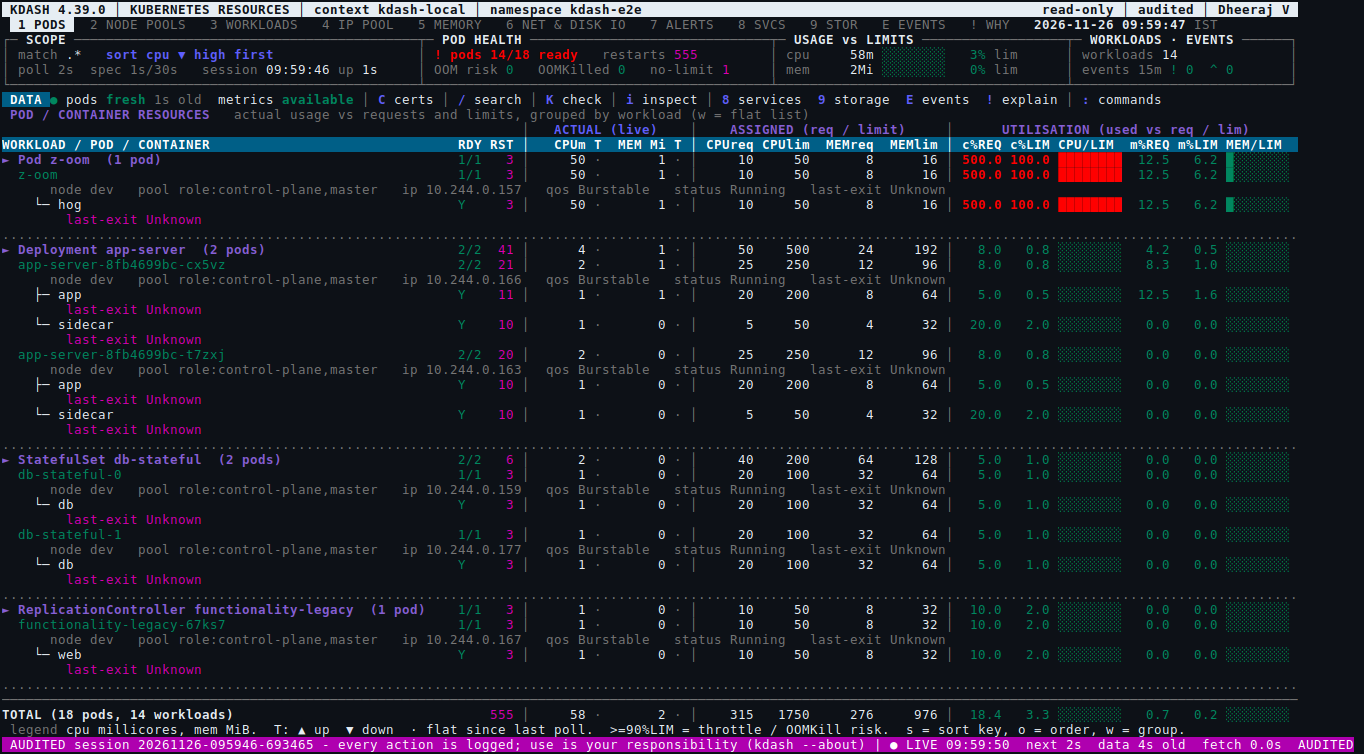 KDASH 4.39.0 │ KUBERNETES RESOURCES │ context kdash-local │ namespace kdash-e2e read-only │ audited │ Dheeraj V
1 PODS 2 NODE POOLS 3 WORKLOADS 4 IP POOL 5 MEMORY 6 NET & DISK IO 7 ALERTS 8 SVCS 9 STOR E EVENTS ! WHY 2026-11-26 09:59:47 IST
SCOPE POD HEALTH USAGE vs LIMITS WORKLOADS · EVENTS
match .* sort cpu ▼ high first │ ! pods 14/18 ready restarts 555 │ cpu 58m 3% lim │ workloads 14
poll 2s spec 1s/30s session 09:59:46 up 1s │ OOM risk 0 OOMKilled 0 no-limit 1 │ mem 2Mi 0% lim │ events 15m ! 0 ^ 0
DATA ● pods fresh 1s old metrics available │ C certs │ / search │ K check │ i inspect │ 8 services 9 storage E events ! explain │ : commands
POD / CONTAINER RESOURCES actual usage vs requests and limits, grouped by workload (w = flat list)
│ ACTUAL (live) │ ASSIGNED (req / limit) │ UTILISATION (used vs req / lim)
WORKLOAD / POD / CONTAINER RDY RST │ CPUm T MEM Mi T │ CPUreq CPUlim MEMreq MEMlim │ c%REQ c%LIM CPU/LIM m%REQ m%LIM MEM/LIM
► Pod z-oom (1 pod) 1/1 3 │ 50 · 1 · │ 10 50 8 16 │ 500.0 100.0 12.5 6.2
z-oom 1/1 3 │ 50 · 1 · │ 10 50 8 16 │ 500.0 100.0 12.5 6.2
node dev pool role:control-plane,master ip 10.244.0.157 qos Burstable status Running last-exit Unknown
└─ hog Y 3 │ 50 · 1 · │ 10 50 8 16 │ 500.0 100.0 12.5 6.2
last-exit Unknown
► Deployment app-server (2 pods) 2/2 41 │ 4 · 1 · │ 50 500 24 192 │ 8.0 0.8 4.2 0.5
app-server-8fb4699bc-cx5vz 2/2 21 │ 2 · 1 · │ 25 250 12 96 │ 8.0 0.8 8.3 1.0
node dev pool role:control-plane,master ip 10.244.0.166 qos Burstable status Running last-exit Unknown
├─ app Y 11 │ 1 · 1 · │ 20 200 8 64 │ 5.0 0.5 12.5 1.6
last-exit Unknown
└─ sidecar Y 10 │ 1 · 0 · │ 5 50 4 32 │ 20.0 2.0 0.0 0.0
last-exit Unknown
app-server-8fb4699bc-t7zxj 2/2 20 │ 2 · 0 · │ 25 250 12 96 │ 8.0 0.8 0.0 0.0
node dev pool role:control-plane,master ip 10.244.0.163 qos Burstable status Running last-exit Unknown
├─ app Y 10 │ 1 · 0 · │ 20 200 8 64 │ 5.0 0.5 0.0 0.0
last-exit Unknown
└─ sidecar Y 10 │ 1 · 0 · │ 5 50 4 32 │ 20.0 2.0 0.0 0.0
last-exit Unknown
► StatefulSet db-stateful (2 pods) 2/2 6 │ 2 · 0 · │ 40 200 64 128 │ 5.0 1.0 0.0 0.0
db-stateful-0 1/1 3 │ 1 · 0 · │ 20 100 32 64 │ 5.0 1.0 0.0 0.0
node dev pool role:control-plane,master ip 10.244.0.159 qos Burstable status Running last-exit Unknown
└─ db Y 3 │ 1 · 0 · │ 20 100 32 64 │ 5.0 1.0 0.0 0.0
last-exit Unknown
db-stateful-1 1/1 3 │ 1 · 0 · │ 20 100 32 64 │ 5.0 1.0 0.0 0.0
node dev pool role:control-plane,master ip 10.244.0.177 qos Burstable status Running last-exit Unknown
└─ db Y 3 │ 1 · 0 · │ 20 100 32 64 │ 5.0 1.0 0.0 0.0
last-exit Unknown
► ReplicationController functionality-legacy (1 pod) 1/1 3 │ 1 · 0 · │ 10 50 8 32 │ 10.0 2.0 0.0 0.0
functionality-legacy-67ks7 1/1 3 │ 1 · 0 · │ 10 50 8 32 │ 10.0 2.0 0.0 0.0
node dev pool role:control-plane,master ip 10.244.0.167 qos Burstable status Running last-exit Unknown
└─ web Y 3 │ 1 · 0 · │ 10 50 8 32 │ 10.0 2.0 0.0 0.0
last-exit Unknown
TOTAL (18 pods, 14 workloads) 555 │ 58 · 2 · │ 315 1750 276 976 │ 18.4 3.3 0.7 0.2
legend cpu millicores, mem MiB. T: ▲ up ▼ down · flat since last poll. >=90%LIM = throttle / OOMKill risk. s = sort key, o = order, w = group.
AUDITED session 20261126-095946-693465 - every action is logged; use is your responsibility (kdash --about) │ ● LIVE 09:59:50 next 2s data 4s old fetch 0.0s AUDITED